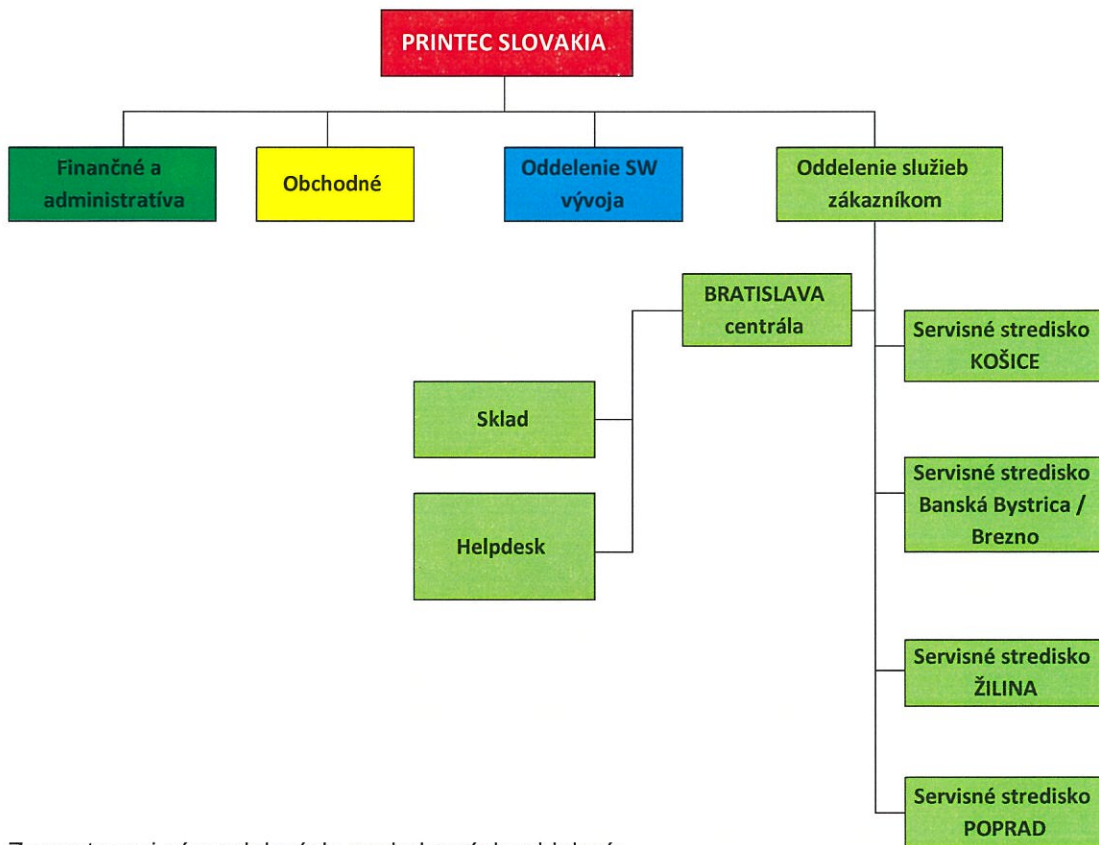 PRINTEC SLOVAKIA
Finančné a
administratíva
Obchodné
Oddelenie SW
vývoja
Oddelenie služieb
zákazníkom
BRATISLAVA
centrála
Servisné stredisko
KOŠICE
Sklad
Servisné stredisko
Banská Bystrica /
Brezno
Helpdesk
Servisné stredisko
ŽILINA
Servisné stredisko
POPRAD